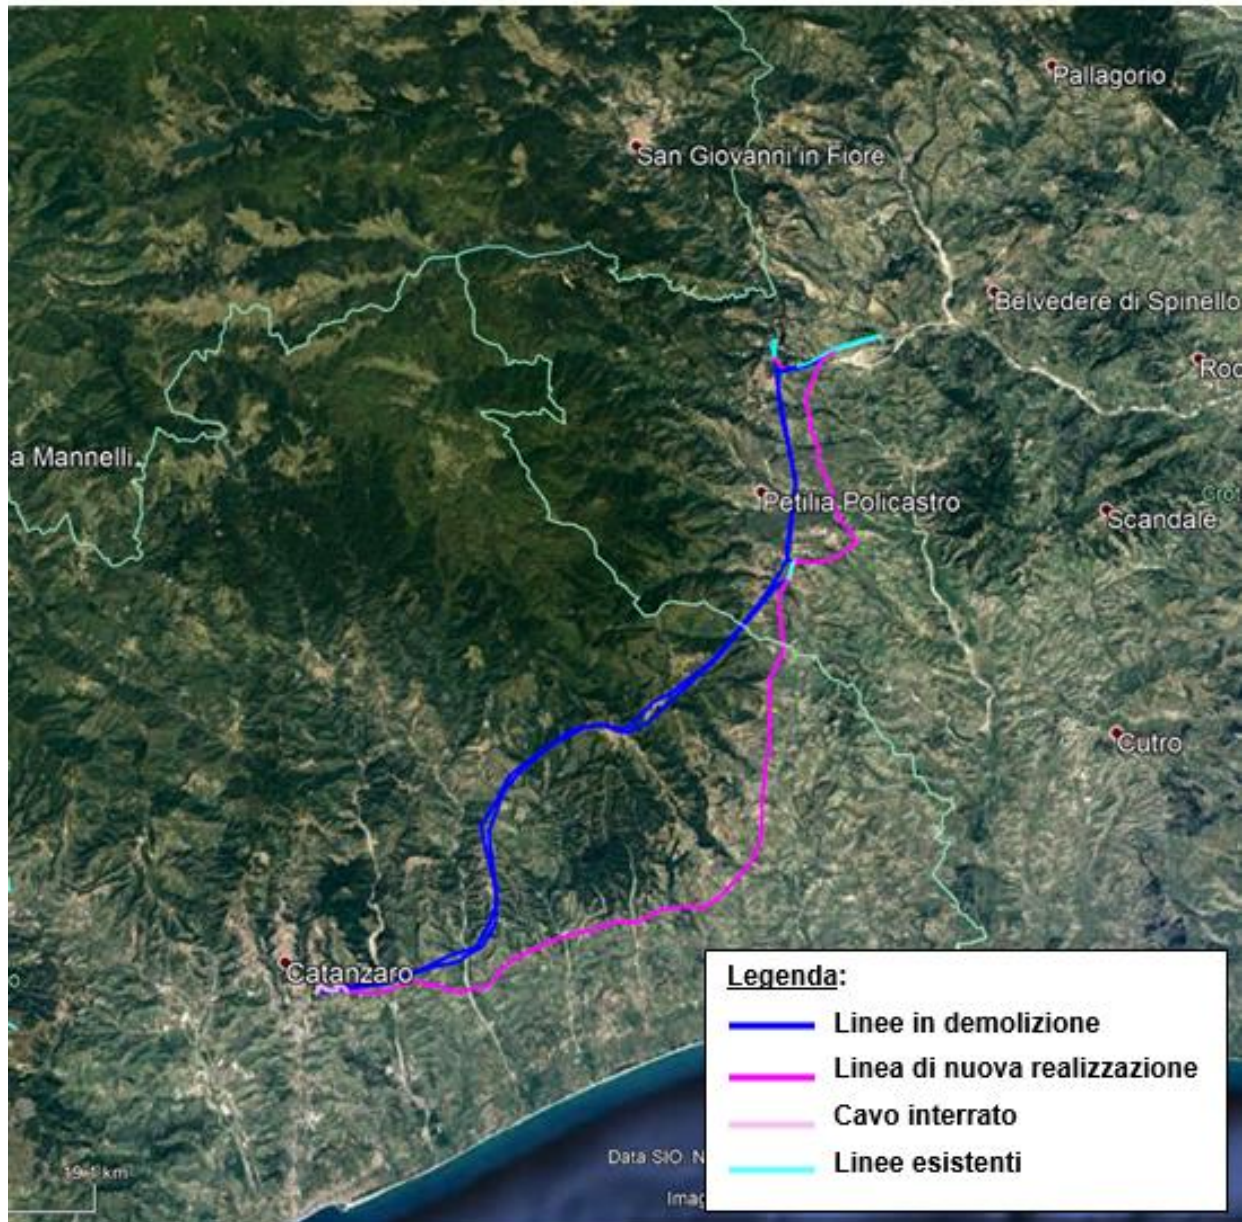 Pallagorio
San Giovanni in Fiore
Belvedere di Spinello
Roc
a Mannelli
Petilia Policastro
Crot
Scandale
Cutro
Catanzaro
Legenda:
Linee in demolizione
Linea di nuova realizzazione
Cavo interrato
Linee esistenti
Data SIO. N
Imag